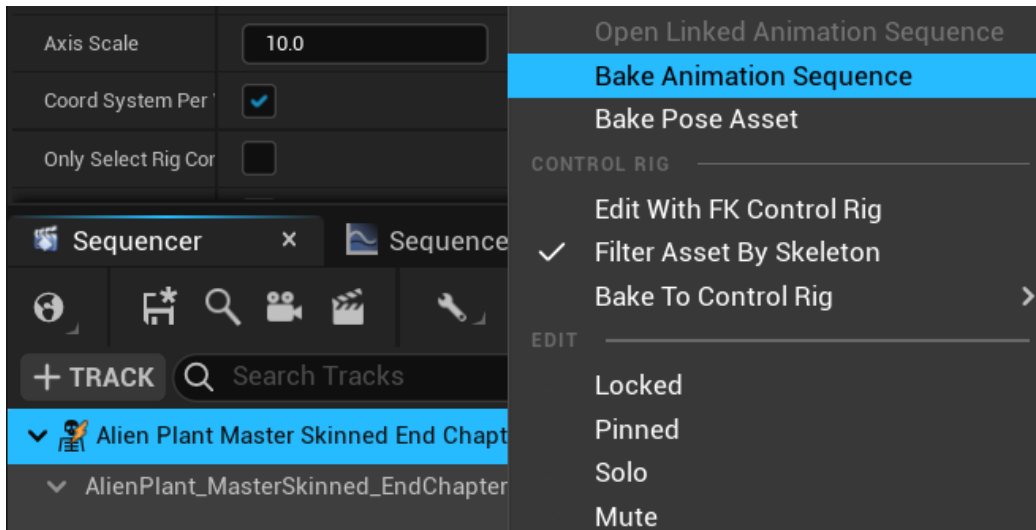 Axis Scale
10.0
Coord System Per
Only Select Rig Cor
Sequencer
Sequence
TRACK
Search Tracks
Alien Plant Master Skinned End Chapt
AlienPlant_MasterSkinned_EndChapter
Open Linked Animation Sequence
Bake Animation Sequence
Bake Pose Asset
CONTROL RIG
Edit With FK Control Rig
Filter Asset By Skeleton
Bake To Control Rig
EDIT
Locked
Pinned
Solo
Mute